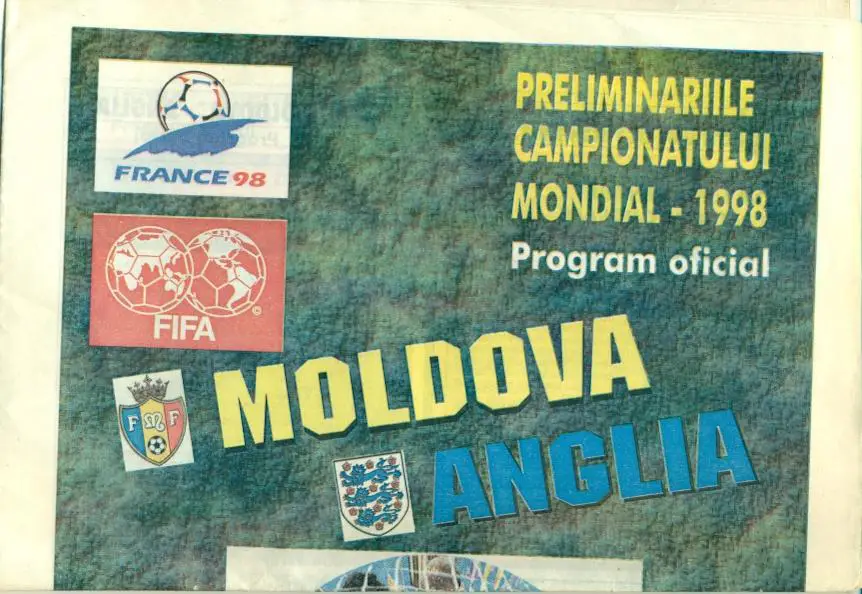 FRANCE 98
PRELIMINARIILE
CAMPIONATULUI
MONDIAL - 1998
Program oficial
©
FIFA
MOLDOVA
F M F
ANGLIA